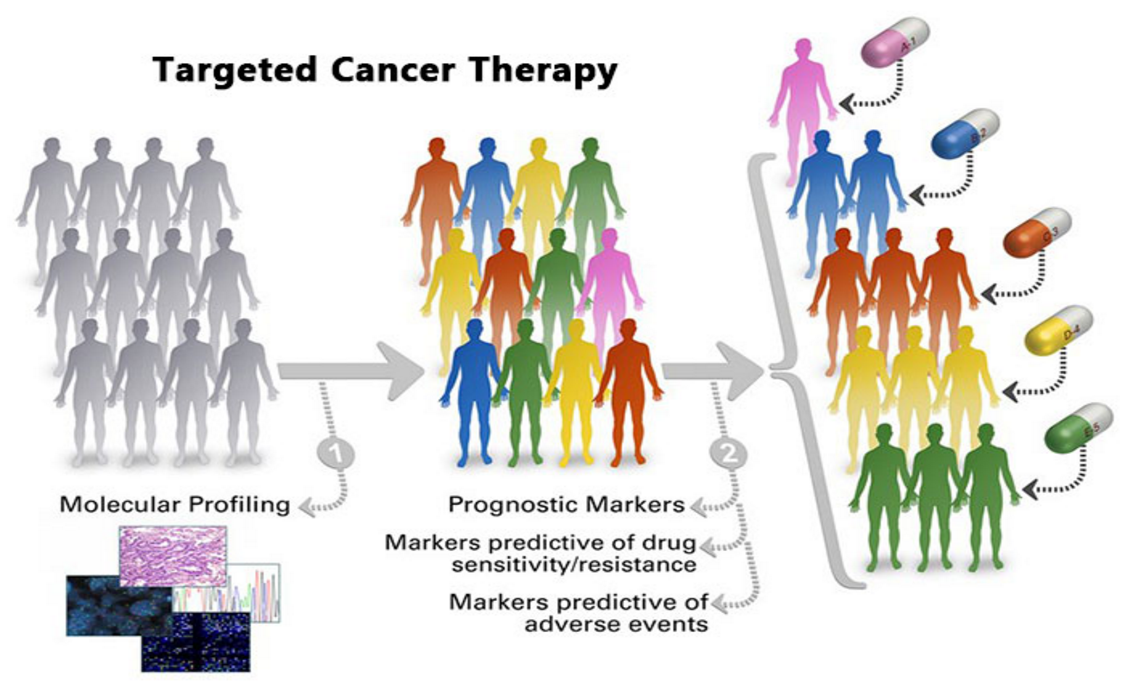 Targeted Cancer Therapy
A-1
B-2
C-3
D-4
E-5
1
2
Molecular Profiling
Prognostic Markers
Markers predictive of drug
sensitivity/resistance
Markers predictive of
adverse events